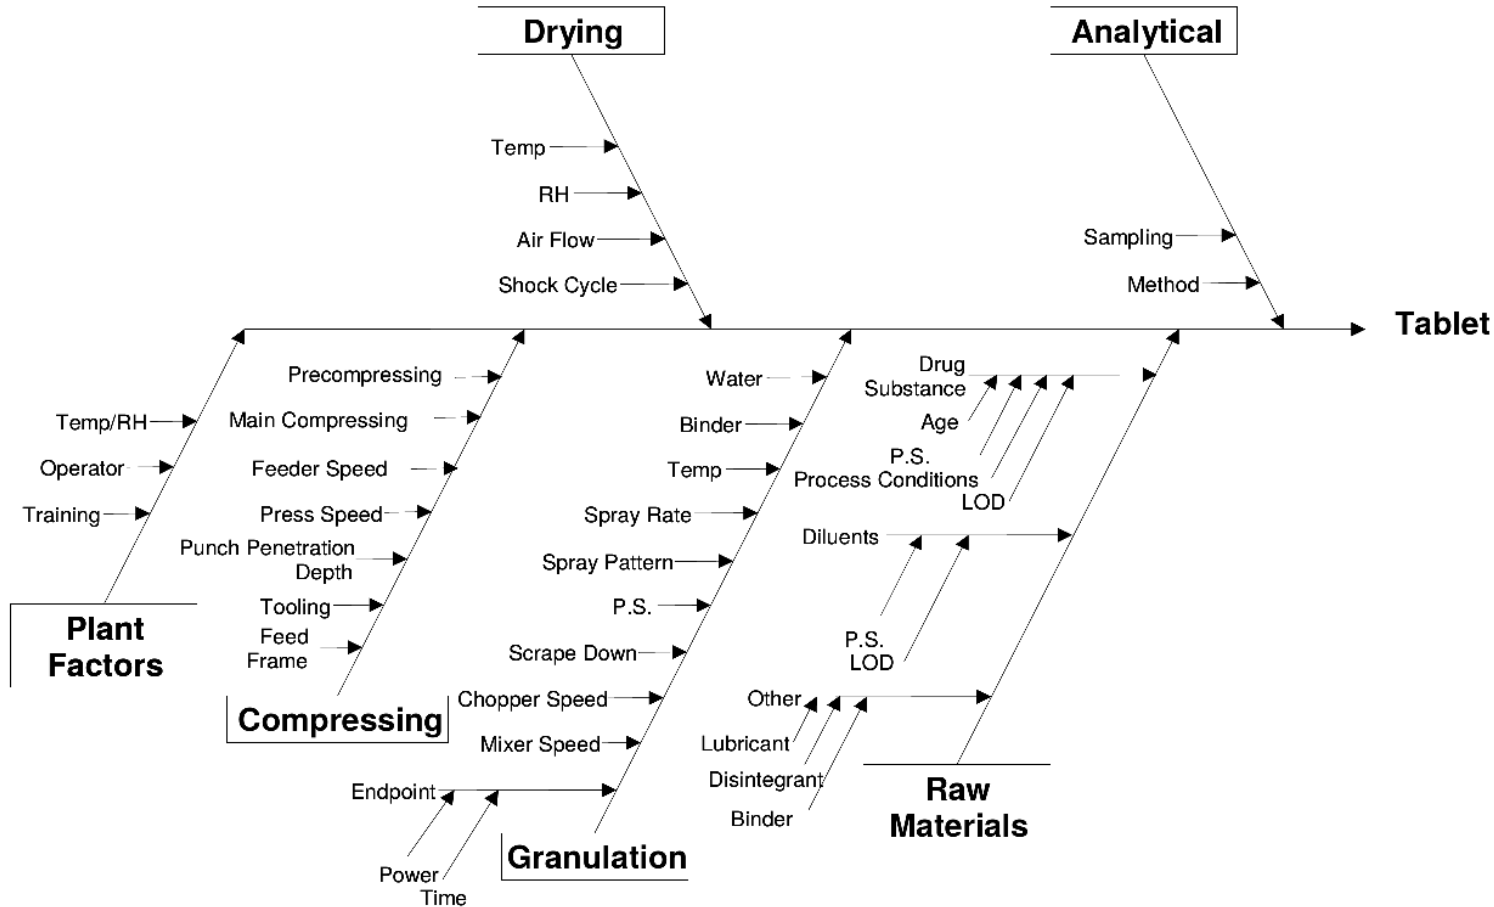 Drying
Analytical
Temp
RH
Air Flow
Shock Cycle
Sampling
Method
Tablet
Temp/RH
Operator
Training
Plant
Factors
Precompressing
Main Compressing
Feeder Speed
Press Speed
Punch Penetration
Depth
Tooling
Feed
Frame
Compressing
Water
Binder
Temp
Spray Rate
Spray Pattern
P.S.
Scrape Down
Chopper Speed
Mixer Speed
Endpoint
Power
Time
Granulation
Drug
Substance
Age
P.S.
Process Conditions
LOD
Diluents
P.S.
LOD
Other
Lubricant
Disintegrant
Binder
Raw
Materials